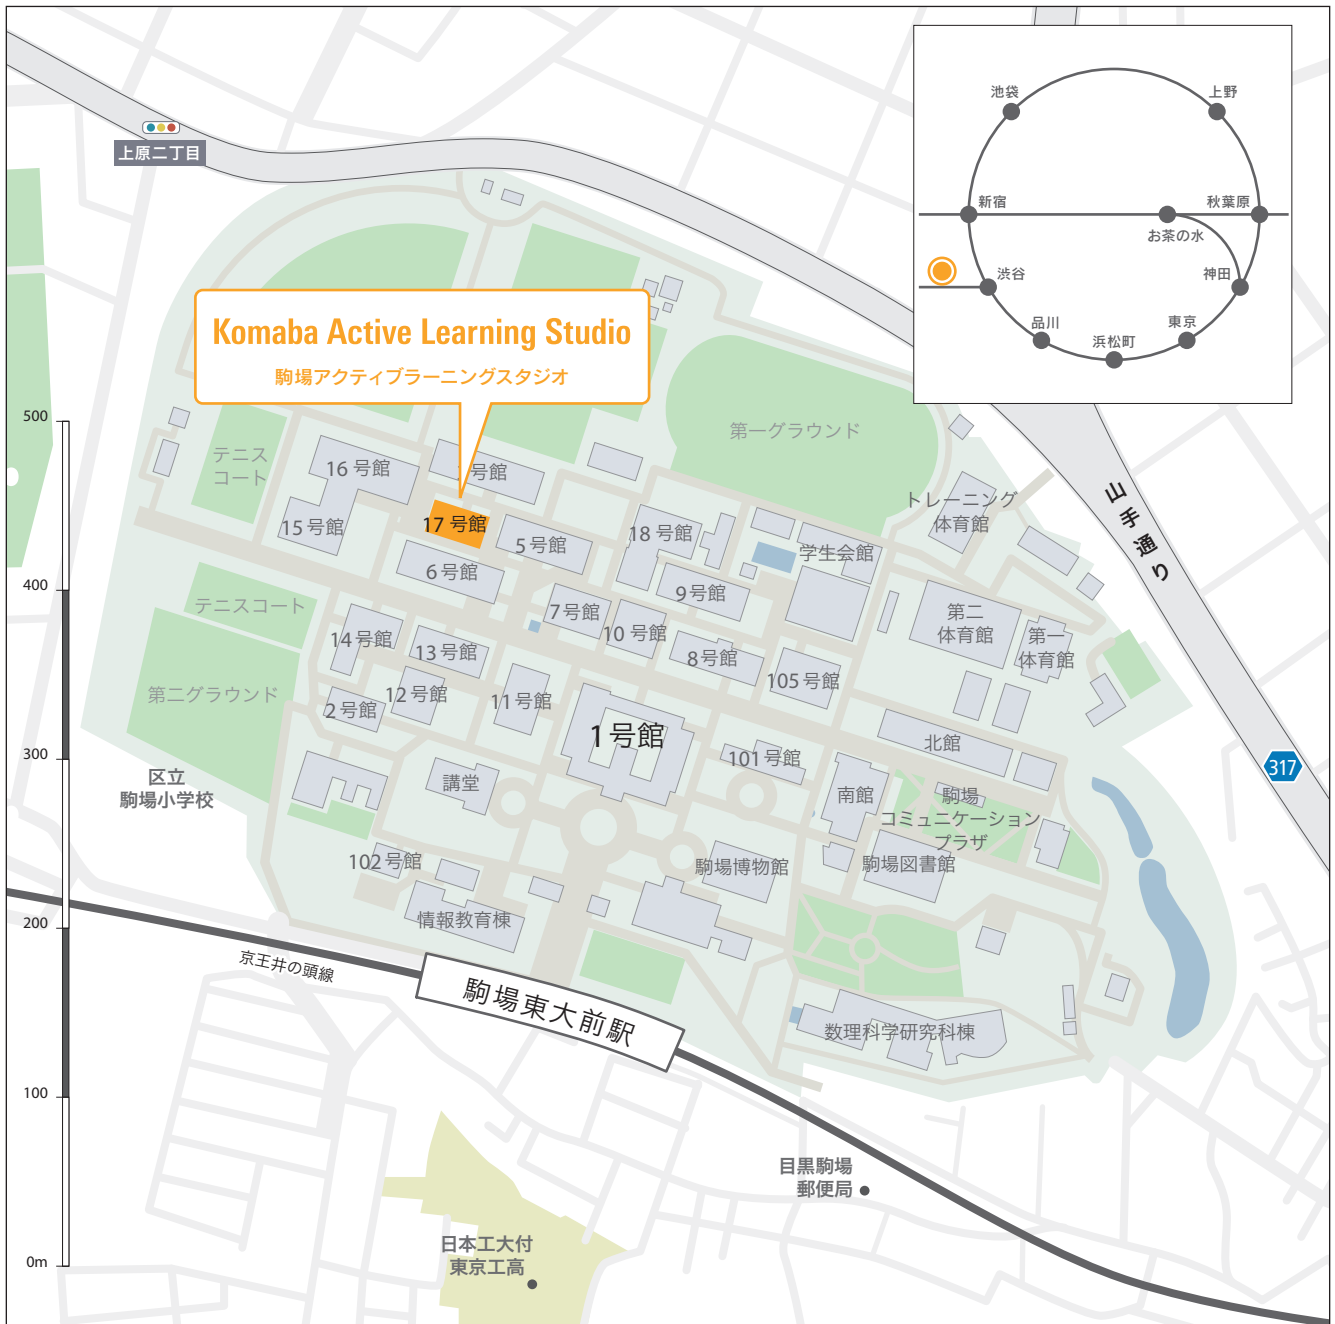 池袋
上野
新宿
秋葉原
お茶の水
渋谷
神田
品川
東京
浜松町
上原二丁目
Komaba Active Learning Studio
駒場アクティブラーニングスタジオ
500
400
300
200
100
0m
テニス
コート
16 号館
号館
第一グラウンド
トレーニング
体育館
山手通り
15 号館
17 号館
5 号館
18 号館
学生会館
6 号館
9 号館
テニスコート
7 号館
10 号館
第二
体育館
第一
体育館
14 号館
13 号館
8 号館
105 号館
第二グラウンド
12 号館
2 号館
11 号館
1 号館
北館
101 号館
317
区立
駒場小学校
講堂
南館
駒場
コミュニケーション
プラザ
102 号館
駒場博物館
駒場図書館
情報教育棟
京王井の頭線
駒場東大前駅
数理科学研究科棟
目黒駒場
郵便局
日本工大付
東京工高